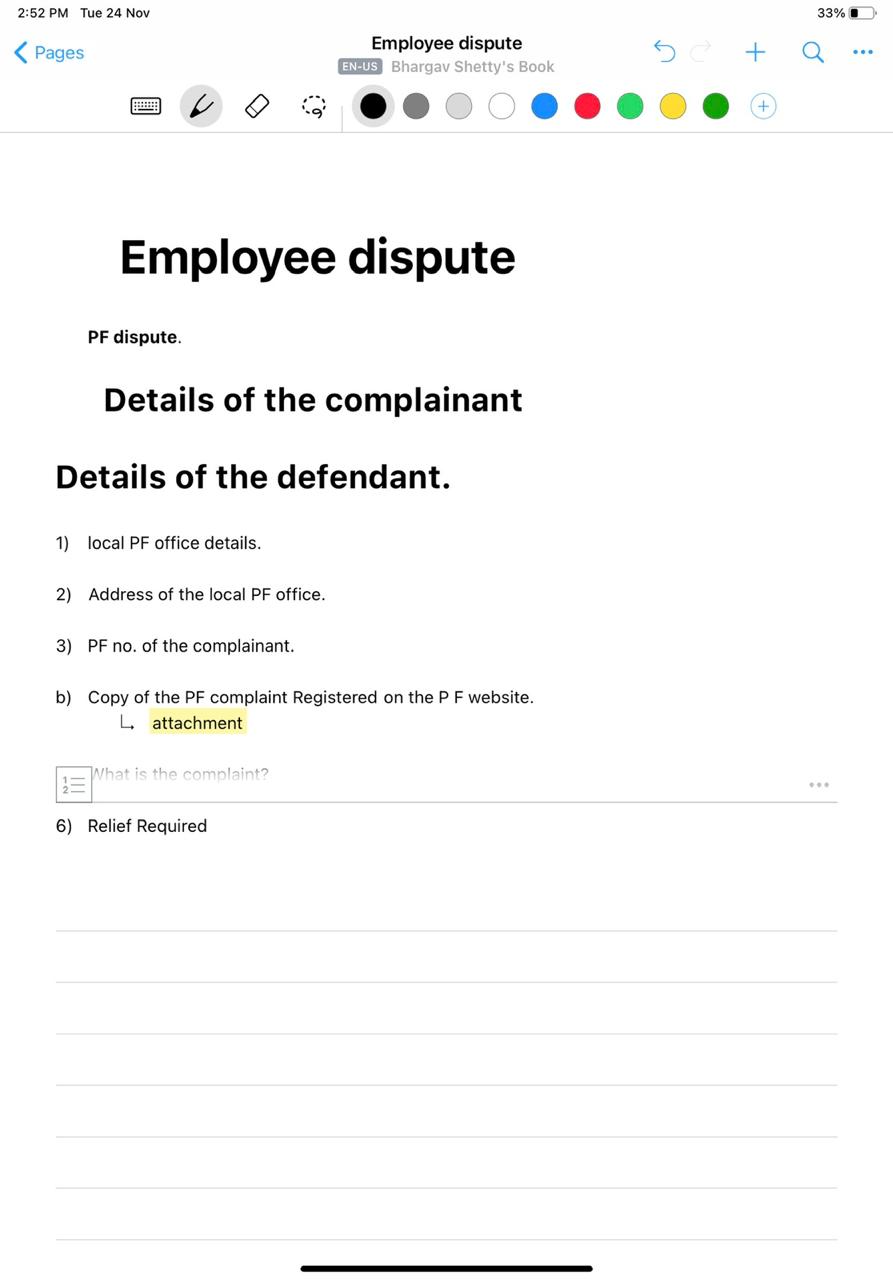 2:52 PM Tue 24 Nov
33%
Pages
Employee dispute
EN-US Bhargav Shetty's Book
Employee dispute
PF dispute.
Details of the complainant
Details of the defendant.
1) local PF office details.
2) Address of the local PF office.
3) PF no. of the complainant.
b) Copy of the PF complaint Registered on the P F website.
attachment
What is the complaint?
6) Relief Required